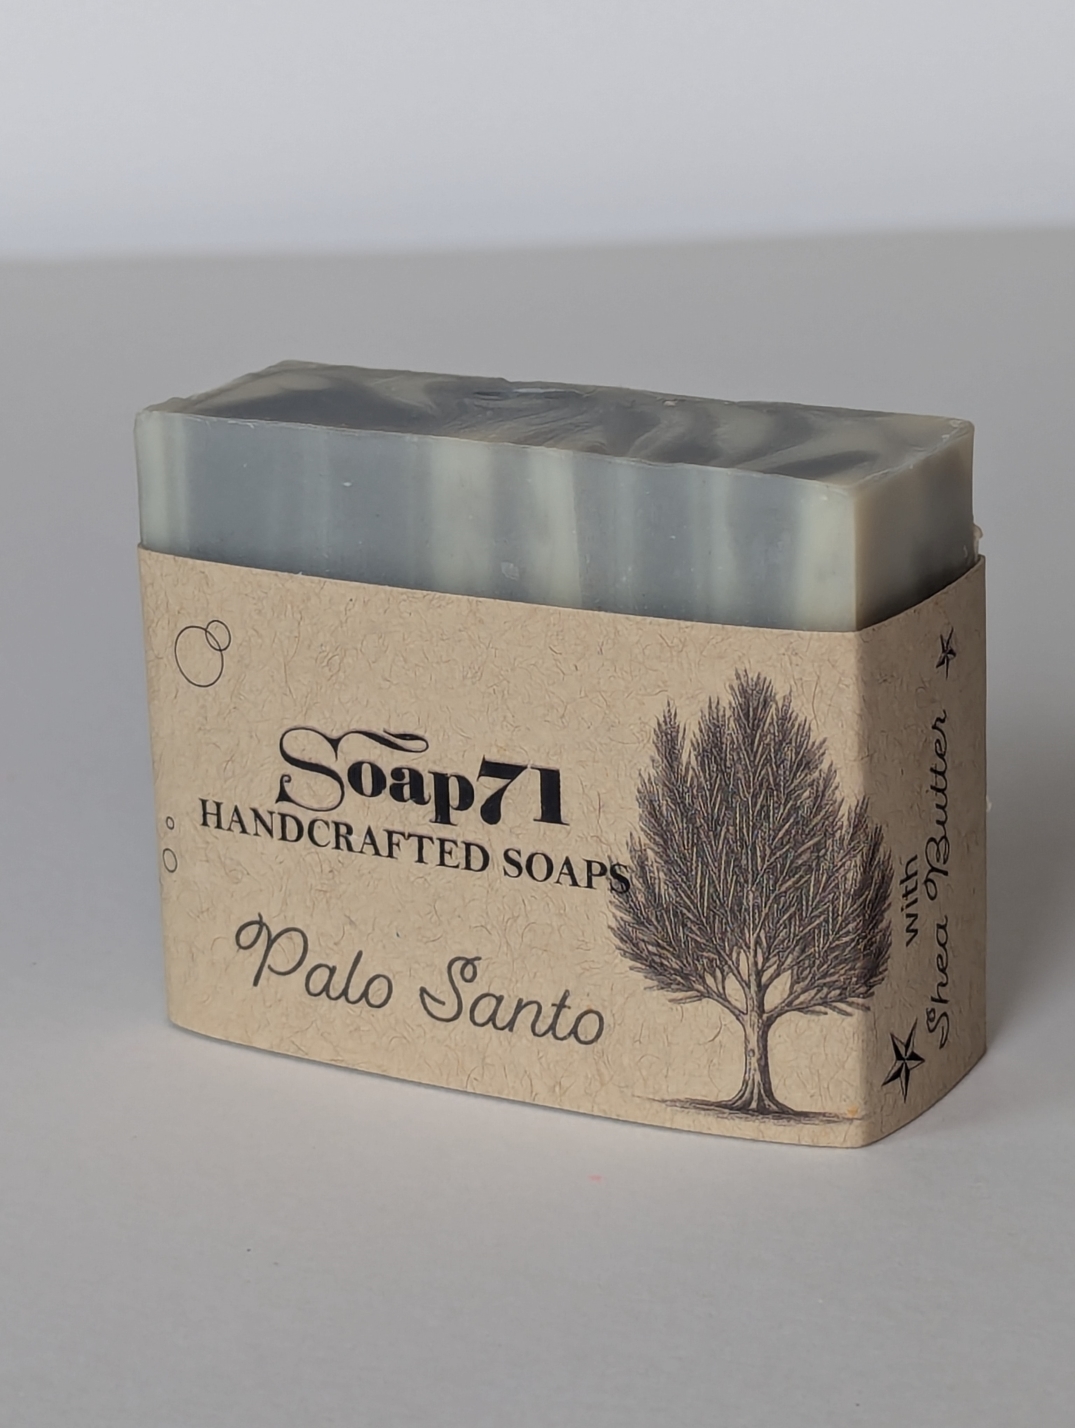 Soap71
HANDCRAFTED SOAPS
Palo Santo
with
Shea Butter